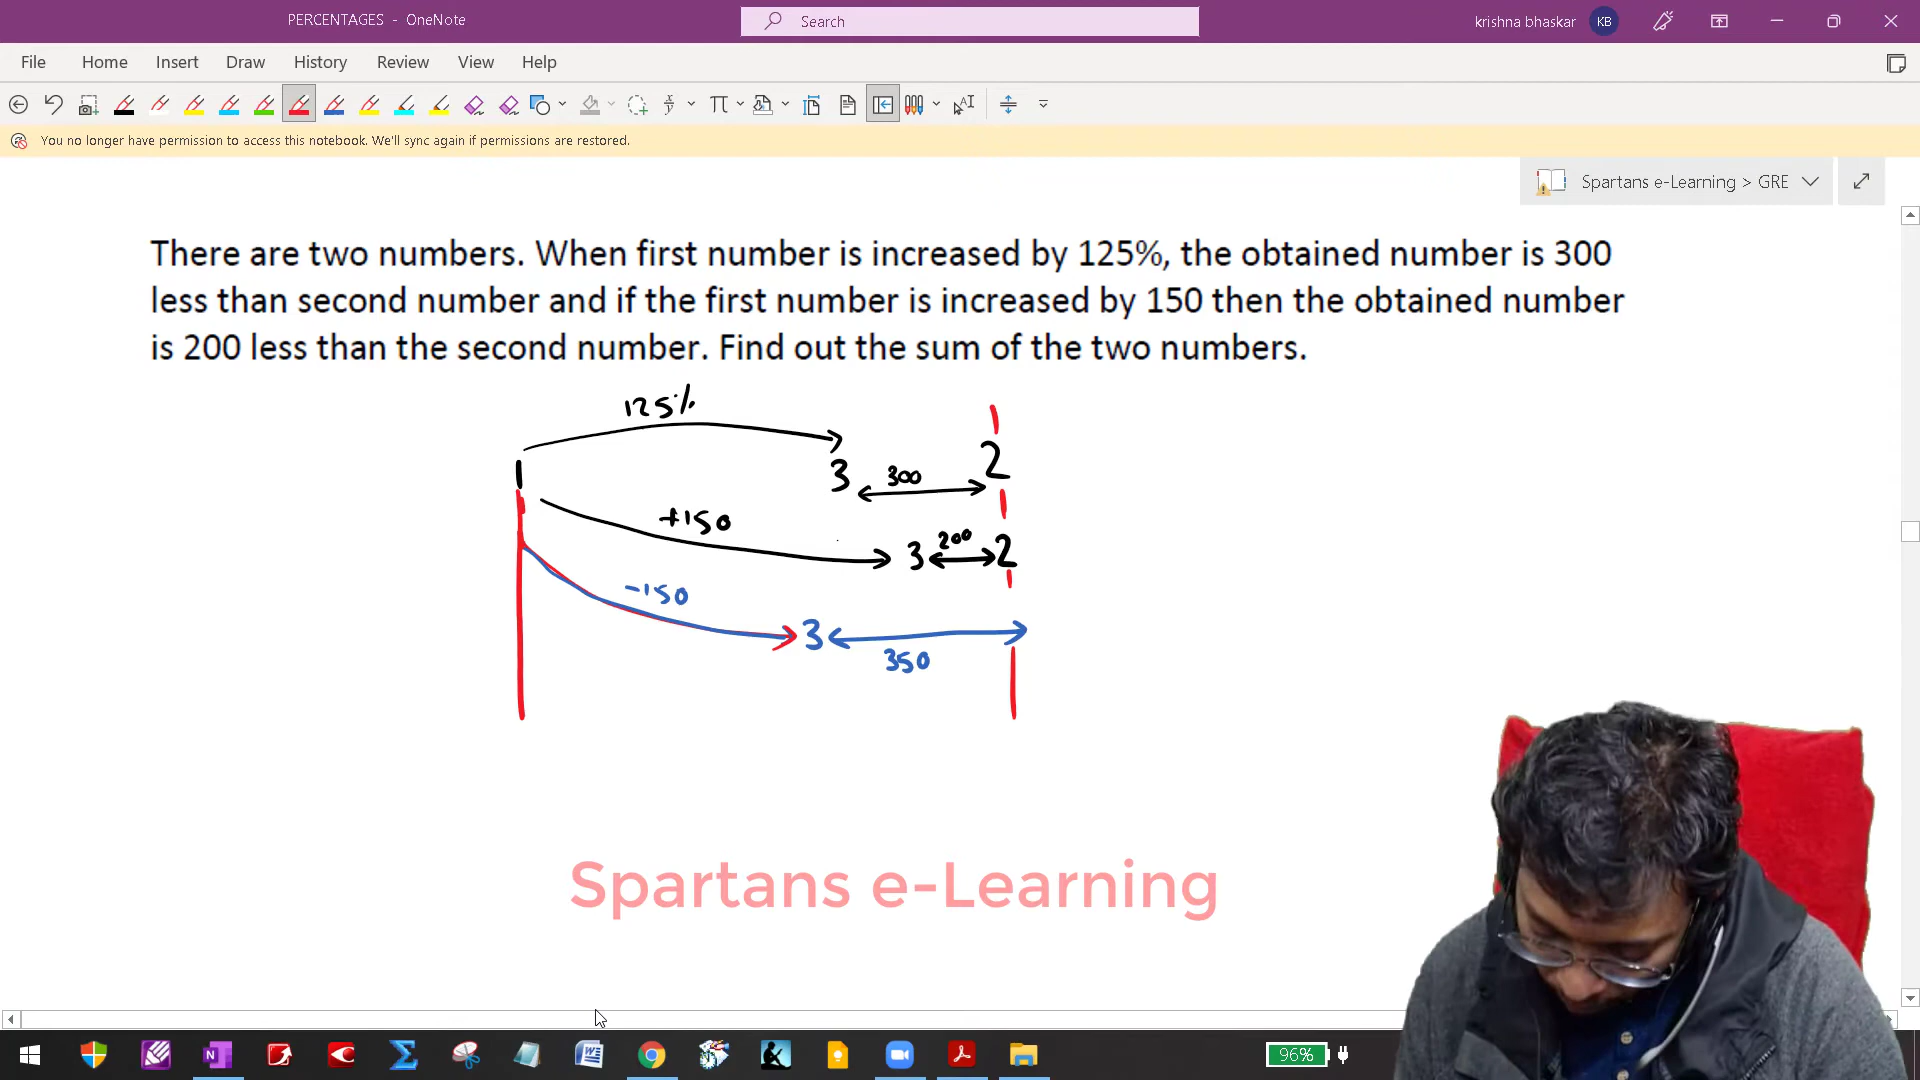 PERCENTAGES - OneNote
Search
krishna bhaskar
KB
File Home Insert Draw History Review View Help
You no longer have permission to access this notebook. We'll sync again if permissions are restored.
Spartans e-Learning > GRE
There are two numbers. When first number is increased by 125%, the obtained number is 300
less than second number and if the first number is increased by 150 then the obtained number
is 200 less than the second number. Find out the sum of the two numbers.
125%
1 3 300 2
+150
3 200 2
-150
3
350
Spartans e-Learning
96%